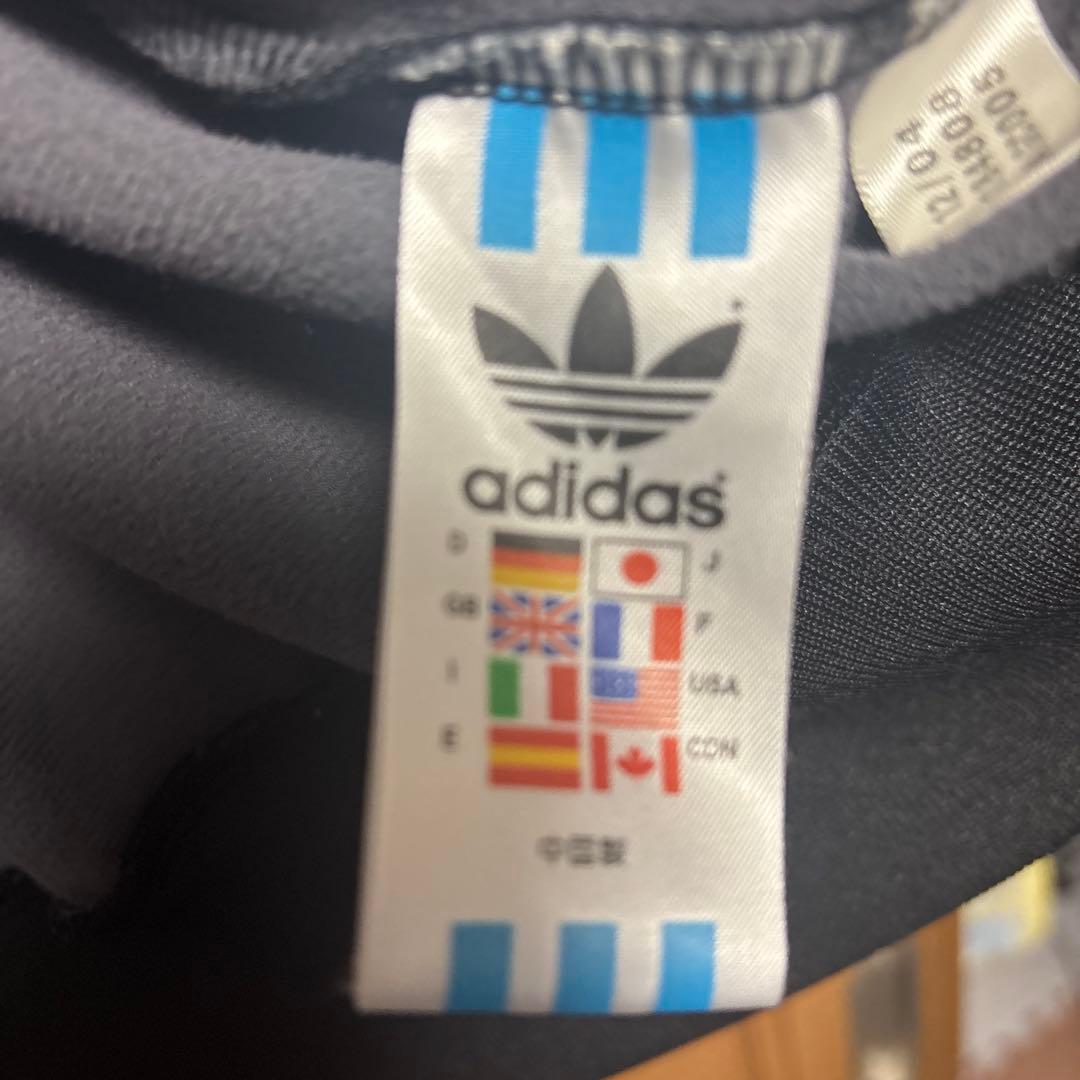 adidas
D
J
GB
F
I
USA
E
CDN
中国製
12/04